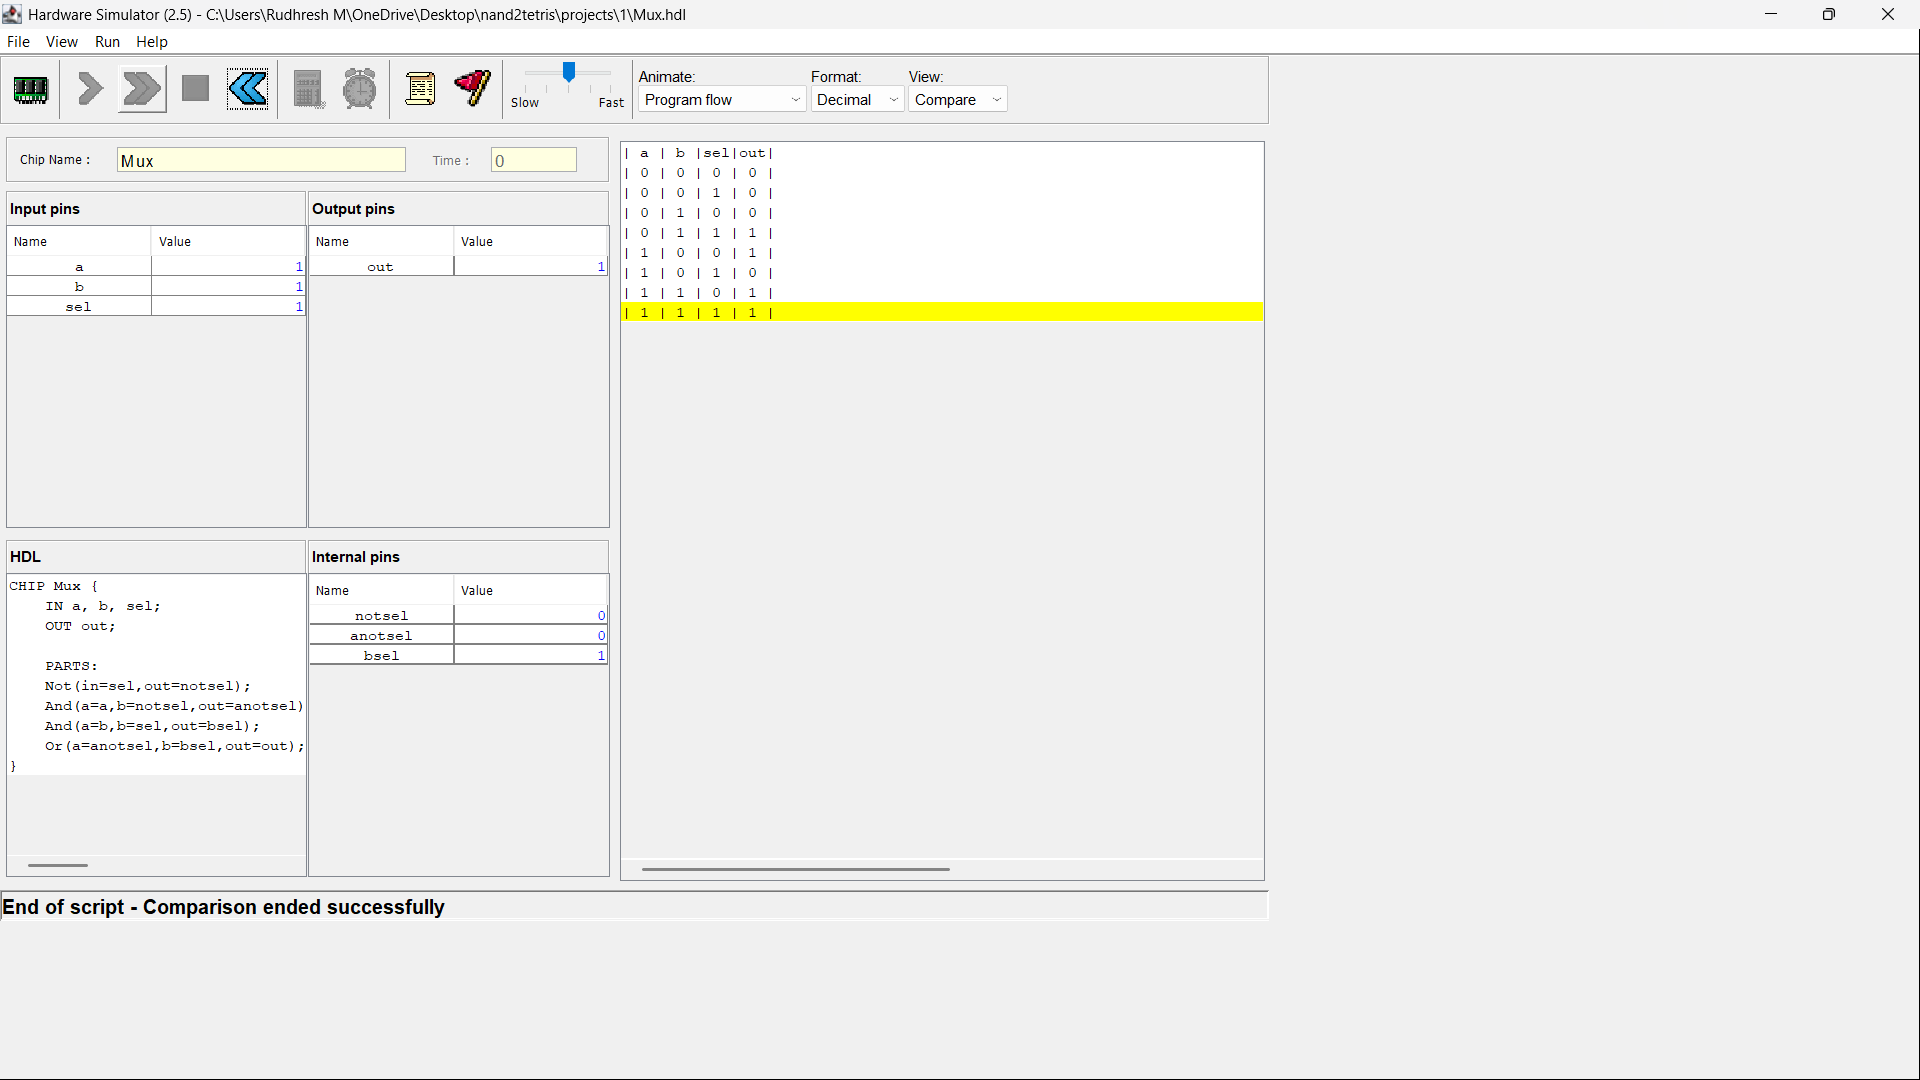 Hardware Simulator (2.5) - C:\Users\Rudhresh M\OneDrive\Desktop\nand2tetris\projects\1\Mux.hdl
File View Run Help
Slow Fast
Animate: Format: View:
Program flow Decimal Compare
Chip Name : Mux Time : 0
Input pins
Name Value
a 1
b 1
sel 1
Output pins
Name Value
out 1
HDL
CHIP Mux {
    IN a, b, sel;
    OUT out;
    PARTS:
    Not(in=sel,out=notsel);
    And(a=a,b=notsel,out=anotsel)
    And(a=b,b=sel,out=bsel);
    Or(a=anotsel,b=bsel,out=out);
}
Internal pins
Name Value
notsel 0
anotsel 0
bsel 1
| a | b |sel|out|
| 0 | 0 | 0 | 0 |
| 0 | 0 | 1 | 0 |
| 0 | 1 | 0 | 0 |
| 0 | 1 | 1 | 1 |
| 1 | 0 | 0 | 1 |
| 1 | 0 | 1 | 0 |
| 1 | 1 | 0 | 1 |
| 1 | 1 | 1 | 1 |
End of script - Comparison ended successfully